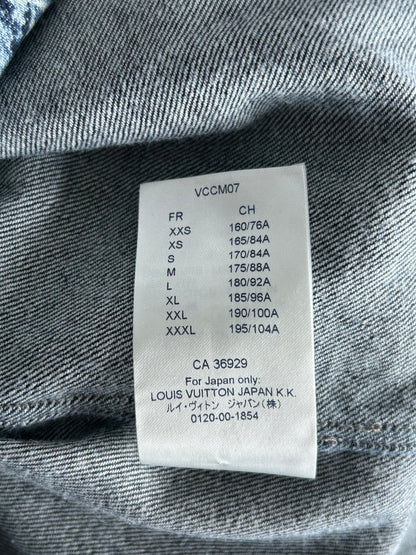 VCCM07
FR CH
XXS 160/76A
XS 165/84A
S 170/84A
M 175/88A
L 180/92A
XL 185/96A
XXL 190/100A
XXXL 195/104A
CA 36929
For Japan only:
LOUIS VUITTON JAPAN K.K.
ルイ・ヴィトン ジャパン(株)
0120-00-1854